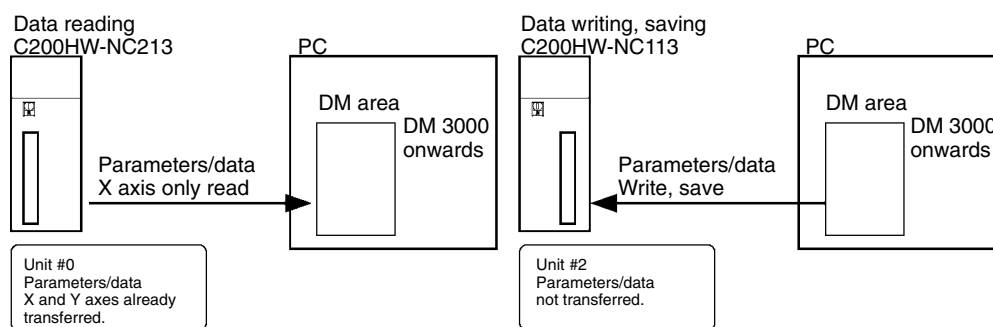 Data reading
C200HW-NC213
PC
DM area
DM 3000
onwards
Parameters/data
X axis only read
Unit #0
Parameters/data
X and Y axes already
transferred.
Data writing, saving
C200HW-NC113
PC
DM area
DM 3000
onwards
Parameters/data
Write, save
Unit #2
Parameters/data
not transferred.